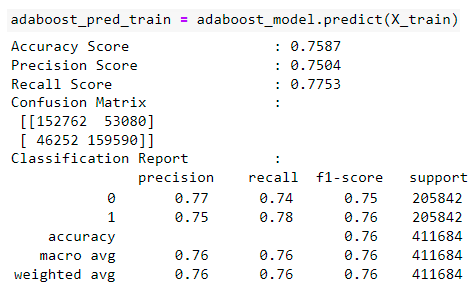 adaboost_pred_train = adaboost_model.predict(X_train)
Accuracy Score : 0.7587
Precision Score : 0.7504
Recall Score : 0.7753
Confusion Matrix :
[[152762 53080]
[ 46252 159590]]
Classification Report :
precision recall f1-score support
0 0.77 0.74 0.75 205842
1 0.75 0.78 0.76 205842
accuracy 0.76 411684
macro avg 0.76 0.76 0.76 411684
weighted avg 0.76 0.76 0.76 411684